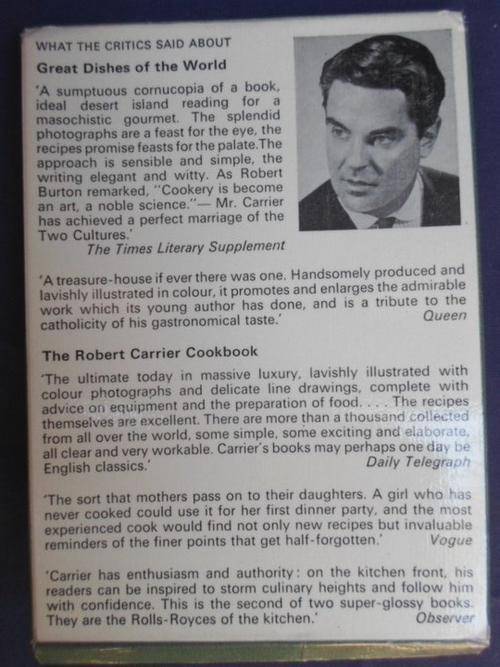 WHAT THE CRITICS SAID ABOUT
Great Dishes of the World
'A sumptuous cornucopia of a book,
ideal desert island reading for a
masochistic gourmet. The splendid
photographs are a feast for the eye, the
recipes promise feasts for the palate.The
approach is sensible and simple, the
writing elegant and witty. As Robert
Burton remarked, "Cookery is become
an art, a noble science."— Mr. Carrier
has achieved a perfect marriage of the
Two Cultures.'
The Times Literary Supplement
'A treasure-house if ever there was one. Handsomely produced and
lavishly illustrated in colour, it promotes and enlarges the admirable
work which its young author has done, and is a tribute to the
catholicity of his gastronomical taste.' Queen
The Robert Carrier Cookbook
'The ultimate today in massive luxury, lavishly illustrated with
colour photographs and delicate line drawings, complete with
advice on equipment and the preparation of food. . . . The recipes
themselves are excellent. There are more than a thousand collected
from all over the world, some simple, some exciting and elaborate,
all clear and very workable. Carrier's books may perhaps one day be
English classics.' Daily Telegraph
'The sort that mothers pass on to their daughters. A girl who has
never cooked could use it for her first dinner party, and the most
experienced cook would find not only new recipes but invaluable
reminders of the finer points that get half-forgotten.' Vogue
'Carrier has enthusiasm and authority: on the kitchen front, his
readers can be inspired to storm culinary heights and follow him
with confidence. This is the second of two super-glossy books.
They are the Rolls-Royces of the kitchen.' Observer